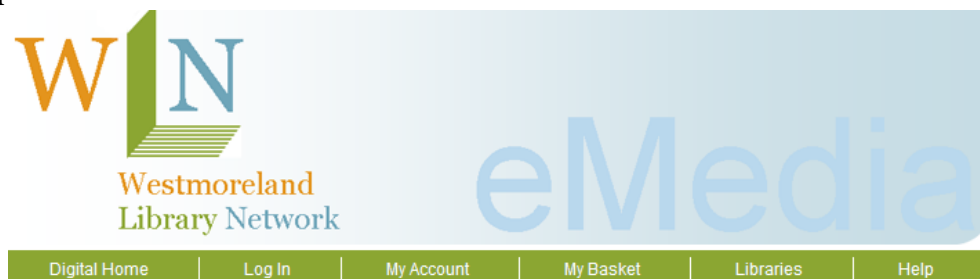 WLN
eMedia
Westmoreland
Library Network
Digital Home Log In My Account My Basket Libraries Help